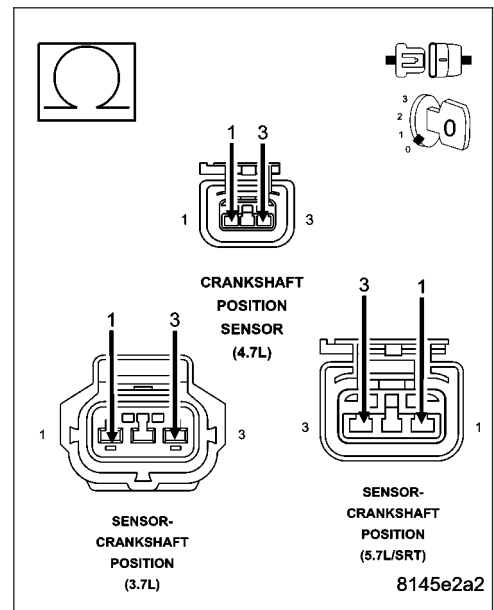 3
2
1
0
0
1 3
1 3
CRANKSHAFT
POSITION
SENSOR
(4.7L)
1 3
1 3
SENSOR-
CRANKSHAFT
POSITION
(3.7L)
3 1
3 1
SENSOR-
CRANKSHAFT
POSITION
(5.7L/SRT)
8145e2a2